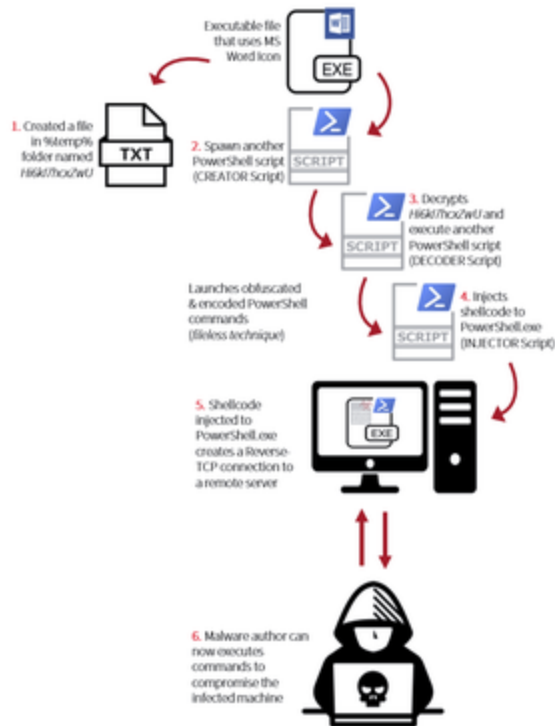 Executable file
that uses MS
Word Icon
EXE
1. Created a file
in %temp%
folder named
TXT
2. Spawn another
PowerShell script
(CREATOR Script)
SCRIPT
3. Decrypts
and
execute another
PowerShell script
(DECODER Script)
SCRIPT
Launches obfuscated
& encoded PowerShell
commands
(fileless technique)
4. Injects
shellcode to
PowerShell.exe
(INJECTOR Script)
SCRIPT
5. Shellcode
injected to
PowerShell.exe
creates a Reverse-
TCP connection to
a remote server
EXE
6. Malware author can
now executes
commands to
compromise the
infected machine